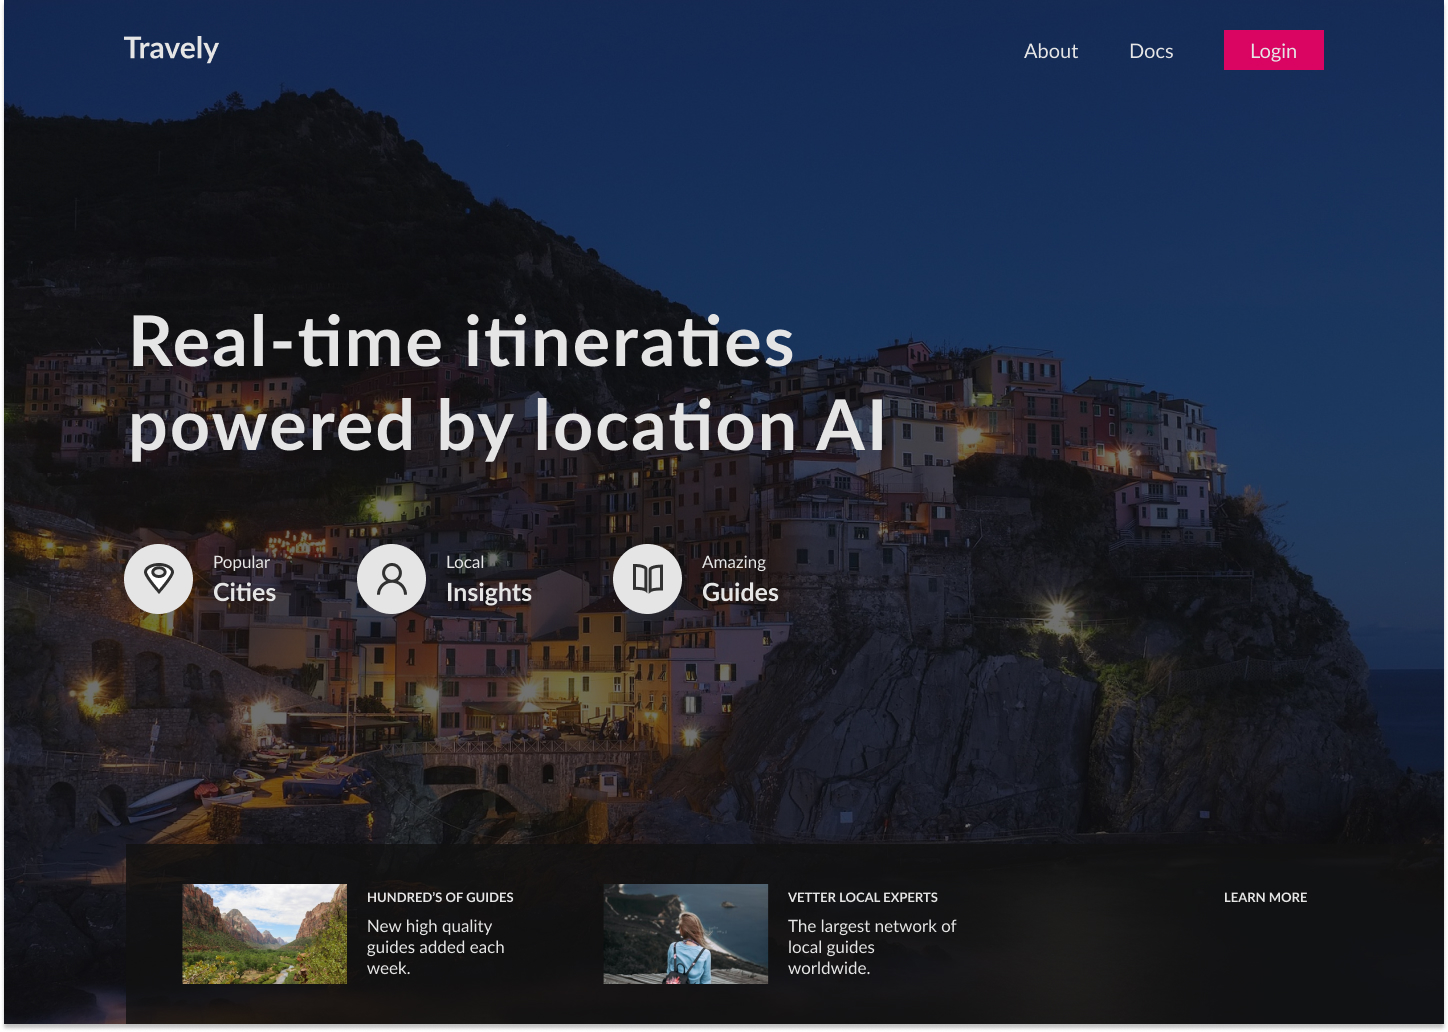 Travely
About
Docs
Login
Real-time itineraties
powered by location AI
Popular
Cities
Local
Insights
Amazing
Guides
HUNDRED'S OF GUIDES
New high quality
guides added each
week.
VETTER LOCAL EXPERTS
The largest network of
local guides
worldwide.
LEARN MORE